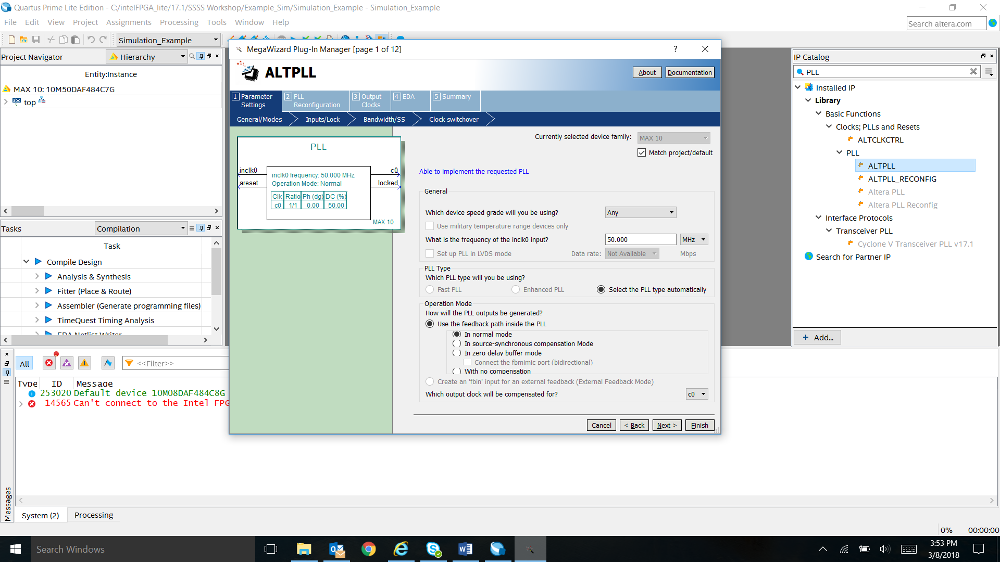 Quartus Prime Lite Edition - C:/intelFPGA_lite/17.1/SSSS Workshop/Example_Sim/Simulation_Example - Simulation_Example
File Edit View Project Assignments Processing Tools Window Help
Search altera.com
Simulation_Example
Project Navigator
Hierarchy
Entity:Instance
MAX 10: 10M50DAF484C7G
abc top
Tasks
Compilation
Task
Compile Design
Analysis & Synthesis
Fitter (Place & Route)
Assembler (Generate programming files)
TimeQuest Timing Analysis
EDA Netlist Writer
MegaWizard Plug-In Manager [page 1 of 12]
?
ALTPLL
About
Documentation
1 Parameter Settings
2 PLL Reconfiguration
3 Output Clocks
4 EDA
5 Summary
General/Modes
Inputs/Lock
Bandwidth/SS
Clock switchover
PLL
inclk0
areset
c0
locked
inclk0 frequency: 50.000 MHz
Operation Mode: Normal
Clk Ratio Ph (dg) DC (%)
c0 1/1 0.00 50.00
MAX 10
Currently selected device family:
MAX 10
Match project/default
Able to implement the requested PLL
General
Which device speed grade will you be using?
Any
Use military temperature range devices only
What is the frequency of the inclk0 input?
50.000
MHz
Set up PLL in LVDS mode
Data rate:
Not Available
Mbps
PLL Type
Which PLL type will you be using?
Fast PLL
Enhanced PLL
Select the PLL type automatically
Operation Mode
How will the PLL outputs be generated?
Use the feedback path inside the PLL
In normal mode
In source-synchronous compensation Mode
In zero delay buffer mode
Connect the fbmimic port (bidirectional)
With no compensation
Create an 'fbin' input for an external feedback (External Feedback Mode)
Which output clock will be compensated for?
c0
Cancel
< Back
Next >
Finish
IP Catalog
PLL
Installed IP
Library
Basic Functions
Clocks; PLLs and Resets
ALTCLKCTRL
PLL
ALTPLL
ALTPLL_RECONFIG
Altera PLL
Altera PLL Reconfig
Interface Protocols
Transceiver PLL
Cyclone V Transceiver PLL v17.1
Search for Partner IP
+ Add...
All
<<Filter>>
Type ID Message
253020 Default device 10M08DAF484C8G
14565 Can't connect to the Intel FPG
Messages
System (2)
Processing
0%
00:00:00
Search Windows
3:53 PM
3/8/2018